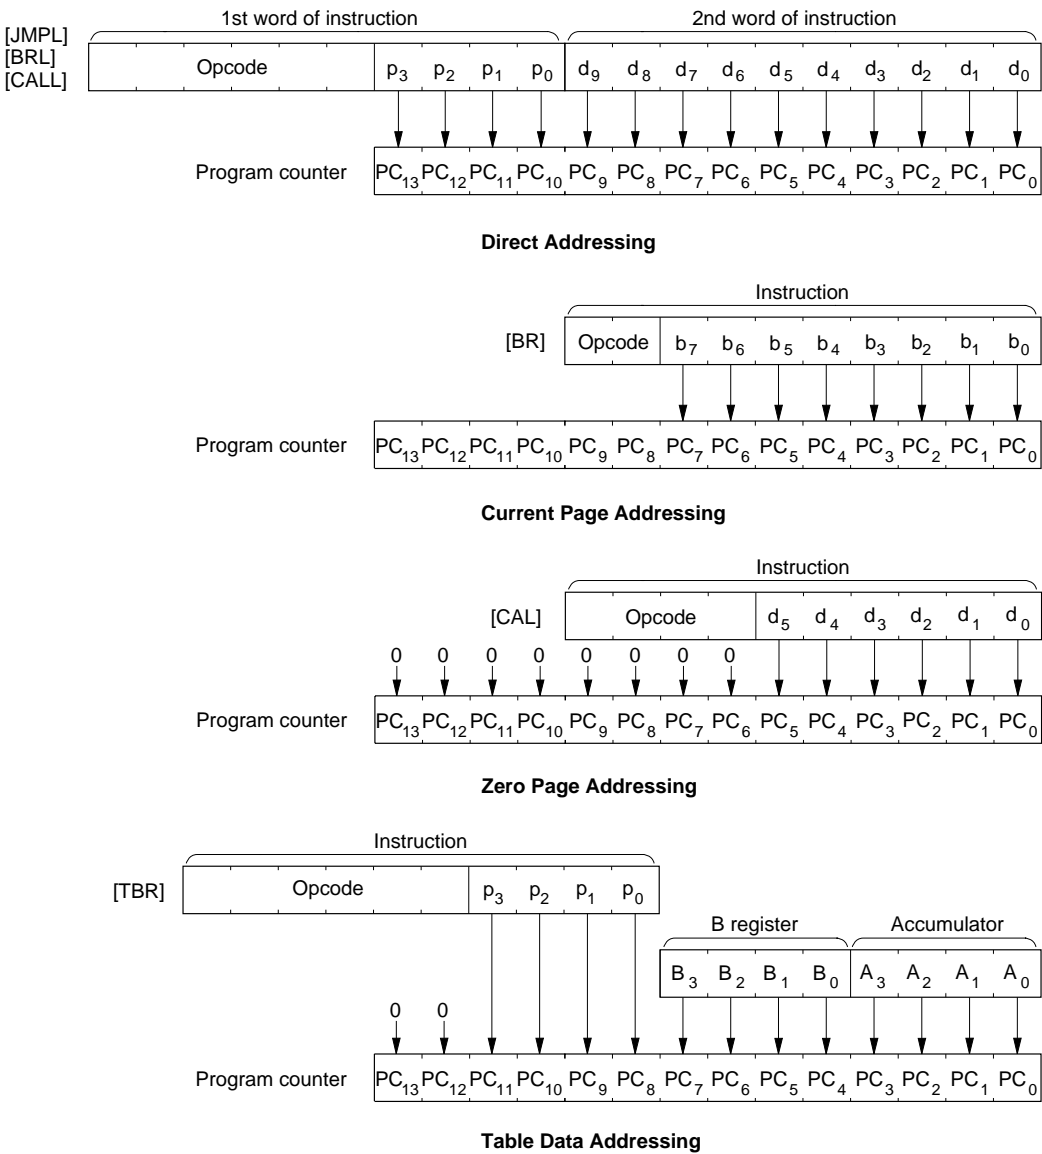 1st word of instruction 2nd word of instruction
[JMPL]
[BRL]
[CALL]
Opcode p3 p2 p1 p0 d9 d8 d7 d6 d5 d4 d3 d2 d1 d0
Program counter PC13 PC12 PC11 PC10 PC9 PC8 PC7 PC6 PC5 PC4 PC3 PC2 PC1 PC0
Direct Addressing
Instruction
[BR] Opcode b7 b6 b5 b4 b3 b2 b1 b0
Program counter PC13 PC12 PC11 PC10 PC9 PC8 PC7 PC6 PC5 PC4 PC3 PC2 PC1 PC0
Current Page Addressing
Instruction
[CAL] Opcode d5 d4 d3 d2 d1 d0
0 0 0 0 0 0 0 0
Program counter PC13 PC12 PC11 PC10 PC9 PC8 PC7 PC6 PC5 PC4 PC3 PC2 PC1 PC0
Zero Page Addressing
Instruction
[TBR] Opcode p3 p2 p1 p0
B register Accumulator
B3 B2 B1 B0 A3 A2 A1 A0
0 0
Program counter PC13 PC12 PC11 PC10 PC9 PC8 PC7 PC6 PC5 PC4 PC3 PC2 PC1 PC0
Table Data Addressing